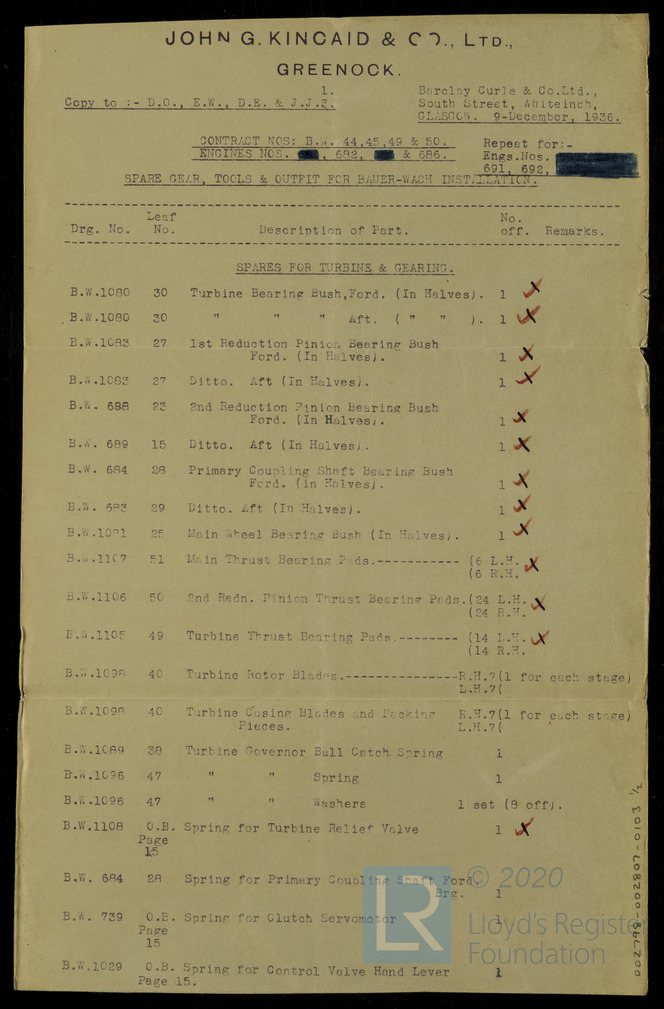 JOHN G. KINCAID & CO., LTD.,
GREENOCK.
1.
Copy to :- D.O., E.W., D.E. & J.J.3.
Barclay Curle & Co.Ltd.,
South Street, Whiteinch,
GLASGOW. 9-December, 1936.
CONTRACT NOS: B.W. 44,45,49 & 50.
ENGINES NOS. , 682, & 686.
Repeat for:-
Engs.Nos.
691, 692,
SPARE GEAR, TOOLS & OUTFIT FOR BAUER-WACH INSTALLATION.
Drg. No. Leaf No. Description of Part. No. off. Remarks.
SPARES FOR TURBINE & GEARING.
B.W.1080 30 Turbine Bearing Bush,Ford. (In Halves). 1
B.W.1080 30 " " " Aft. ( " " ). 1
B.W.1083 27 1st Reduction Pinion Bearing Bush
Ford. (In Halves). 1
B.W.1083 27 Ditto. Aft (In Halves). 1
B.W. 698 23 2nd Reduction Pinion Bearing Bush
Ford. (In Halves). 1
B.W. 689 15 Ditto. Aft (In Halves). 1
B.W. 684 28 Primary Coupling Shaft Bearing Bush
Ford. (in Halves). 1
B.W. 683 29 Ditto. Aft (In Halves). 1
B.W.1091 25 Main Wheel Bearing Bush (In Halves). 1
B.W.1107 51 Main Thrust Bearing Pads.----------- (6 L.H.
(6 R.H.
B.W.1106 50 2nd Redn. Pinion Thrust Bearing Pads.(24 L.H.
(24 R.H.
B.W.1105 49 Turbine Thrust Bearing Pads.-------- (14 L.H.
(14 R.H.
B.W.1098 40 Turbine Rotor Blades.---------------R.H.7(1 for each stage)
L.H.7(
B.W.1098 40 Turbine Casing Blades and Packing R.H.7(1 for each stage)
Pieces. L.H.7(
B.W.1089 38 Turbine Governor Ball Catch Spring 1
B.W.1096 47 " " Spring 1
B.W.1096 47 " " Washers 1 set (8 off).
B.W.1108 O.B. Spring for Turbine Relief Valve 1
Page
15
B.W. 684 28 Spring for Primary Coupling Shaft Ford.
Brg. 1
B.W. 739 O.B. Spring for Clutch Servomotor 1
Page
15
B.W.1029 O.B. Spring for Control Valve Hand Lever 1
Page 15.
002798-002807-0103 1/2
LR © 2020
Lloyd's Register
Foundation